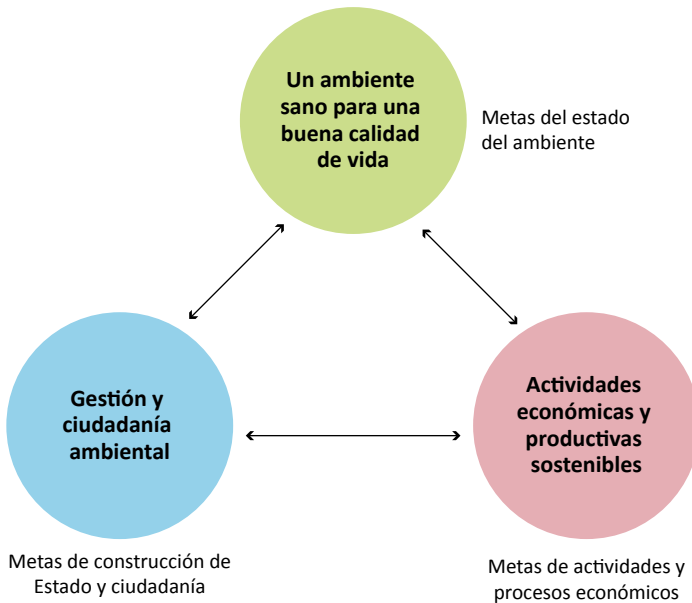 Un ambiente
sano para una
buena calidad
de vida
Metas del estado
del ambiente
Gestión y
ciudadanía
ambiental
Actividades
económicas y
productivas
sostenibles
Metas de construcción de
Estado y ciudadanía
Metas de actividades y
procesos económicos